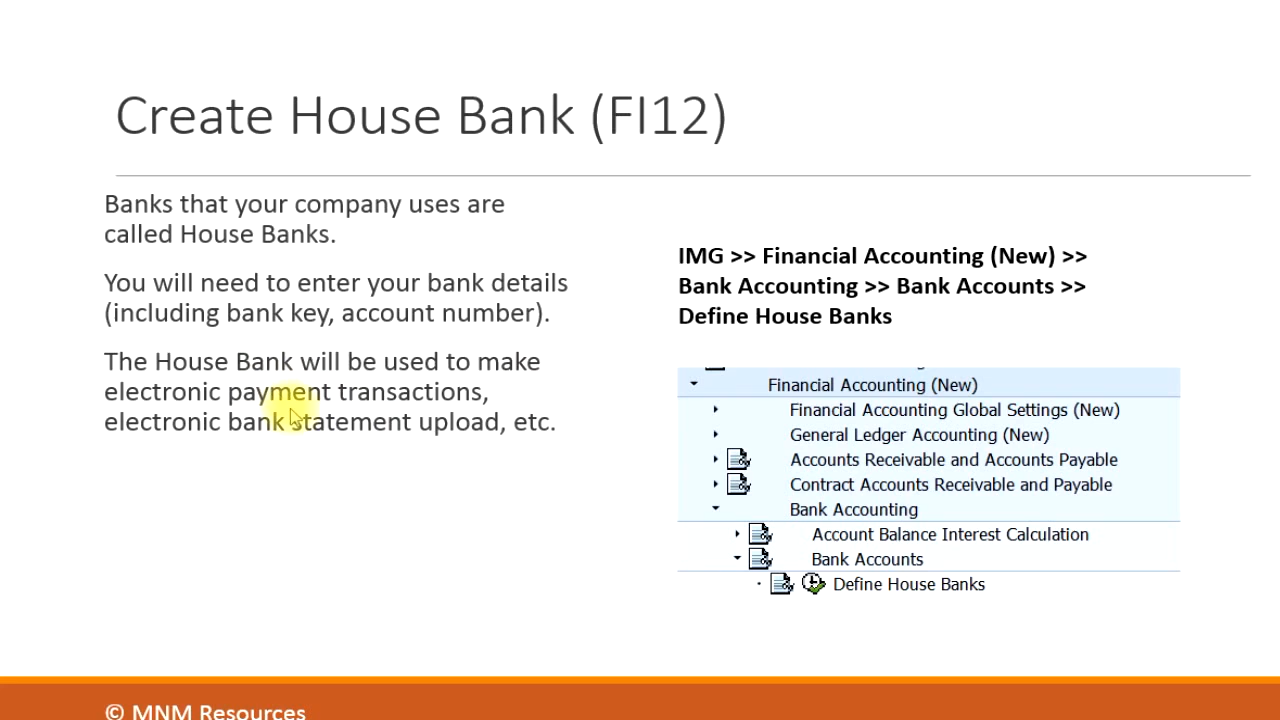 Create House Bank (FI12)
Banks that your company uses are
called House Banks.
You will need to enter your bank details
(including bank key, account number).
The House Bank will be used to make
electronic payment transactions,
electronic bank statement upload, etc.
IMG >> Financial Accounting (New) >>
Bank Accounting >> Bank Accounts >>
Define House Banks
Financial Accounting (New)
Financial Accounting Global Settings (New)
General Ledger Accounting (New)
Accounts Receivable and Accounts Payable
Contract Accounts Receivable and Payable
Bank Accounting
Account Balance Interest Calculation
Bank Accounts
Define House Banks
© MNM Resources